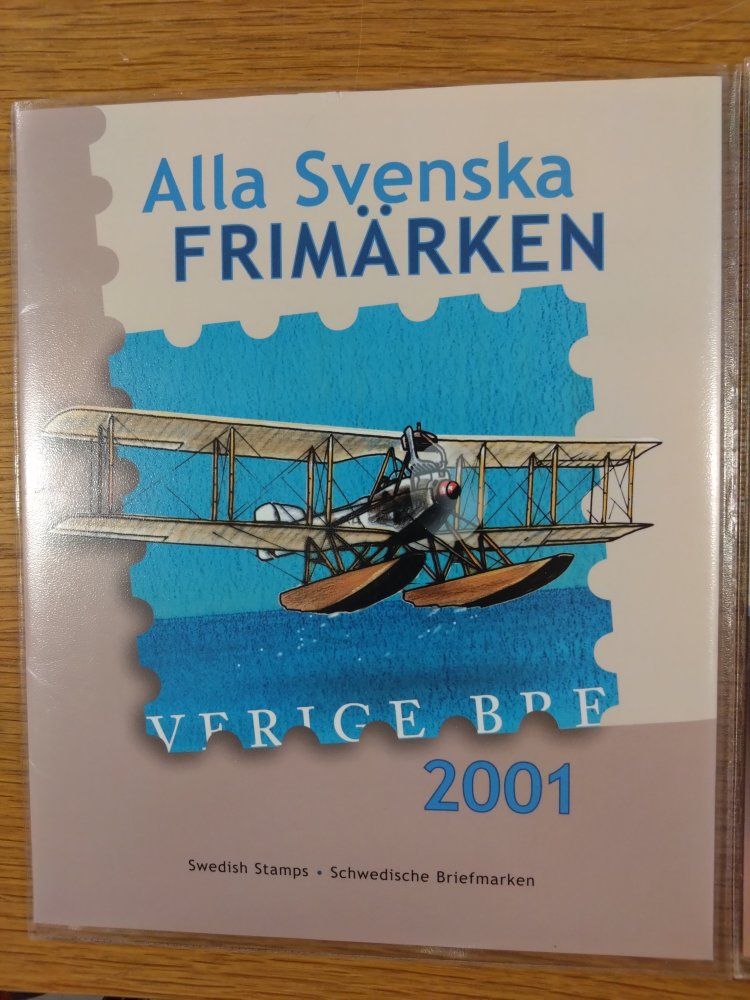 Alla Svenska
FRIMÄRKEN
VERIGE BRE
2001
Swedish Stamps • Schwedische Briefmarken